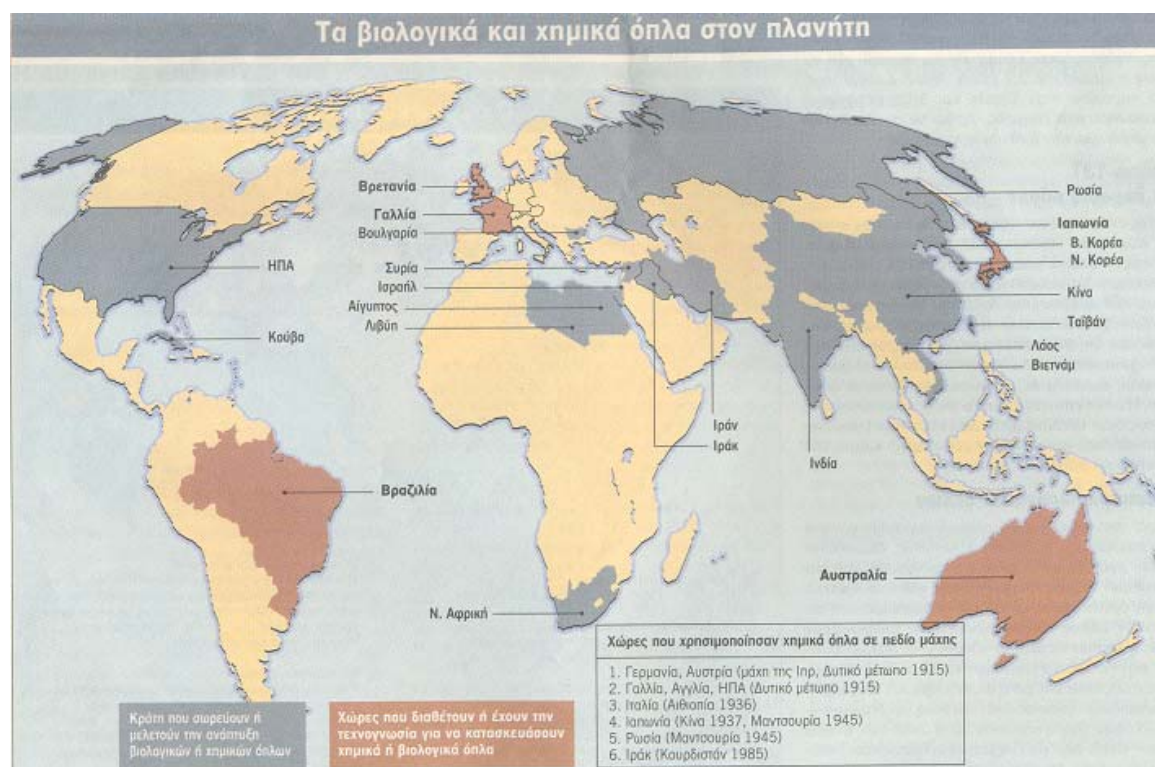 Τα βιολογικά και χημικά όπλα στον πλανήτη
Βρετανία
Γαλλία
Βουλγαρία
ΗΠΑ
Συρία
Ισραήλ
Αίγυπτος
Λιβύη
Κούβα
Ρωσία
Ιαπωνία
Β. Κορέα
Ν. Κορέα
Κίνα
Ταϊβάν
Λάος
Βιετνάμ
Ιράν
Ιράκ
Ινδία
Βραζιλία
Αυστραλία
Ν. Αφρική
Κράτη που σωρεύουν ή
μελετούν την ανάπτυξη
βιολογικών ή χημικών όπλων
Χώρες που διαθέτουν ή έχουν την
τεχνογνωσία για να κατασκευάσουν
χημικά ή βιολογικά όπλα
Χώρες που χρησιμοποίησαν χημικά όπλα σε πεδίο μάχης
1. Γερμανία, Αυστρία (μάχη της Ιπρ, Δυτικό μέτωπο 1915)
2. Γαλλία, Αγγλία, ΗΠΑ (Δυτικό μέτωπο 1915)
3. Ιταλία (Αιθιοπία 1936)
4. Ιαπωνία (Κίνα 1937, Μαντσουρία 1945)
5. Ρωσία (Μαντσουρία 1945)
6. Ιράκ (Κουρδιστάν 1985)